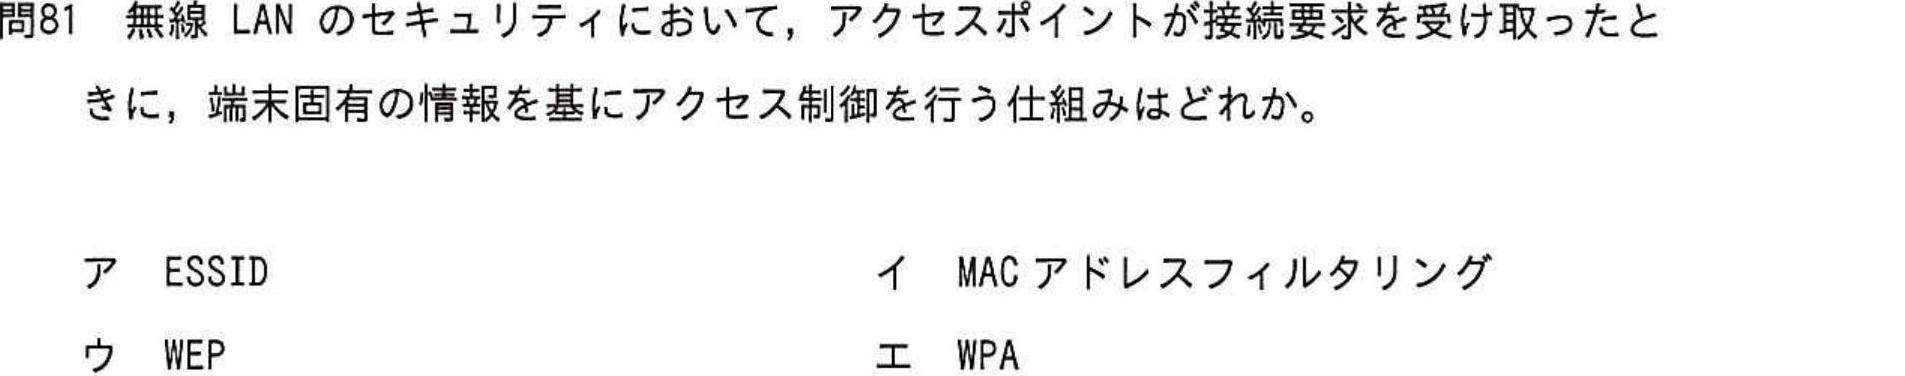 問81 無線 LAN のセキュリティにおいて，アクセスポイントが接続要求を受け取ったと
きに，端末固有の情報を基にアクセス制御を行う仕組みはどれか。
ア ESSID イ MAC アドレスフィルタリング
ウ WEP エ WPA